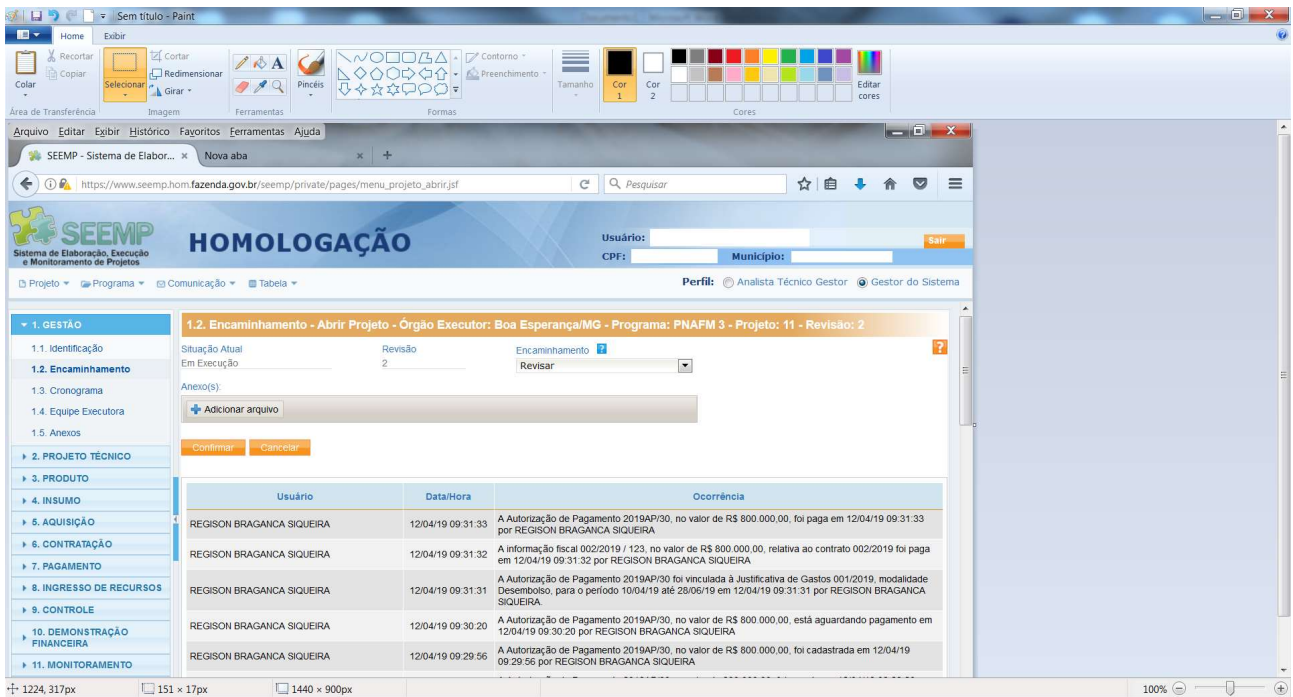 Sem título - Paint
Home Exibir
Colar
Recortar
Copiar
Área de Transferência
Selecionar
Cortar
Redimensionar
Girar
Imagem
A
Ferramentas
Pincéis
Contorno
Preenchimento
Formas
Tamanho
Cor 1
Cor 2
Editar cores
Cores
Arquivo Editar Exibir Histórico Favoritos Ferramentas Ajuda
SEEMP - Sistema de Elabor... × Nova aba × +
https://www.seemp.hom.fazenda.gov.br/seemp/private/pages/menu_projeto_abrir.jsf
Pesquisar
SEEMP
Sistema de Elaboração, Execução
e Monitoramento de Projetos
HOMOLOGAÇÃO
Usuário:
Sair
CPF: Município:
Projeto Programa Comunicação Tabela
Perfil: Analista Técnico Gestor Gestor do Sistema
1. GESTÃO
1.1. Identificação
1.2. Encaminhamento
1.3. Cronograma
1.4. Equipe Executora
1.5. Anexos
2. PROJETO TÉCNICO
3. PRODUTO
4. INSUMO
5. AQUISIÇÃO
6. CONTRATAÇÃO
7. PAGAMENTO
8. INGRESSO DE RECURSOS
9. CONTROLE
10. DEMONSTRAÇÃO
FINANCEIRA
11. MONITORAMENTO
1.2. Encaminhamento - Abrir Projeto - Órgão Executor: Boa Esperança/MG - Programa: PNAFM 3 - Projeto: 11 - Revisão: 2
Situação Atual Revisão Encaminhamento ?
Em Execução 2 Revisar
?
Anexo(s):
Adicionar arquivo
Confirmar Cancelar
Usuário Data/Hora Ocorrência
REGISON BRAGANCA SIQUEIRA 12/04/19 09:31:33 A Autorização de Pagamento 2019AP/30, no valor de R$ 800.000,00, foi paga em 12/04/19 09:31:33
por REGISON BRAGANCA SIQUEIRA
REGISON BRAGANCA SIQUEIRA 12/04/19 09:31:32 A informação fiscal 002/2019 / 123, no valor de R$ 800.000,00, relativa ao contrato 002/2019 foi paga
em 12/04/19 09:31:32 por REGISON BRAGANCA SIQUEIRA
REGISON BRAGANCA SIQUEIRA 12/04/19 09:31:31 A Autorização de Pagamento 2019AP/30 foi vinculada à Justificativa de Gastos 001/2019, modalidade
Desembolso, para o período 10/04/19 até 28/06/19 em 12/04/19 09:31:31 por REGISON BRAGANCA
SIQUEIRA.
REGISON BRAGANCA SIQUEIRA 12/04/19 09:30:20 A Autorização de Pagamento 2019AP/30, no valor de R$ 800.000,00, está aguardando pagamento em
12/04/19 09:30:20 por REGISON BRAGANCA SIQUEIRA
REGISON BRAGANCA SIQUEIRA 12/04/19 09:29:56 A Autorização de Pagamento 2019AP/30, no valor de R$ 800.000,00, foi cadastrada em 12/04/19
09:29:56 por REGISON BRAGANCA SIQUEIRA
1224, 317px 151 × 17px 1440 × 900px 100%